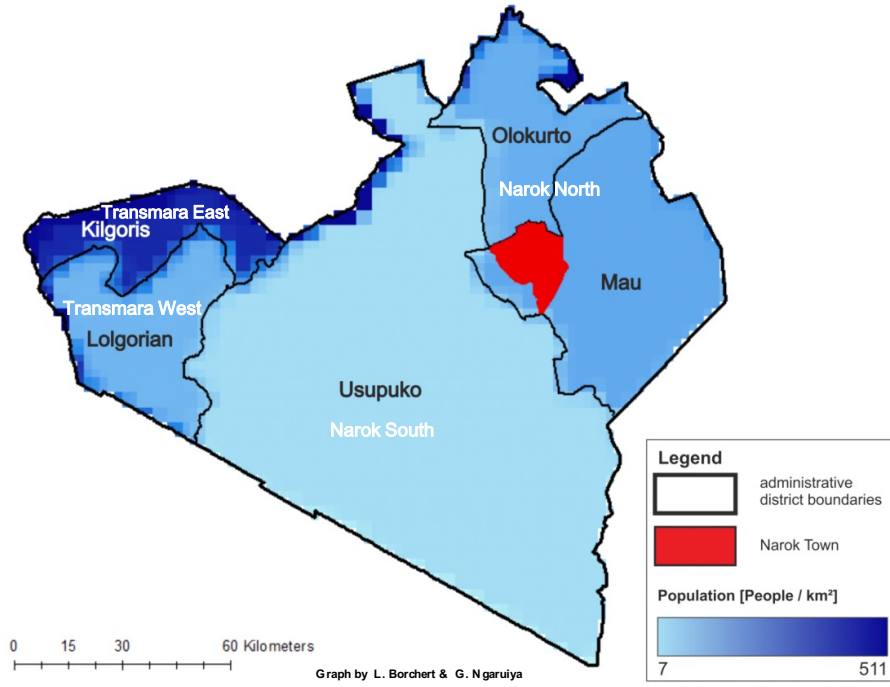 Olokurto
Narok North
Transmara East
Kilgoris
Mau
Transmara West
Lolgorian
Usupuko
Narok South
Legend
administrative
district boundaries
Narok Town
Population [People / km²]
7 511
0 15 30 60 Kilometers
Graph by L. Borchert & G. Ngaruiya